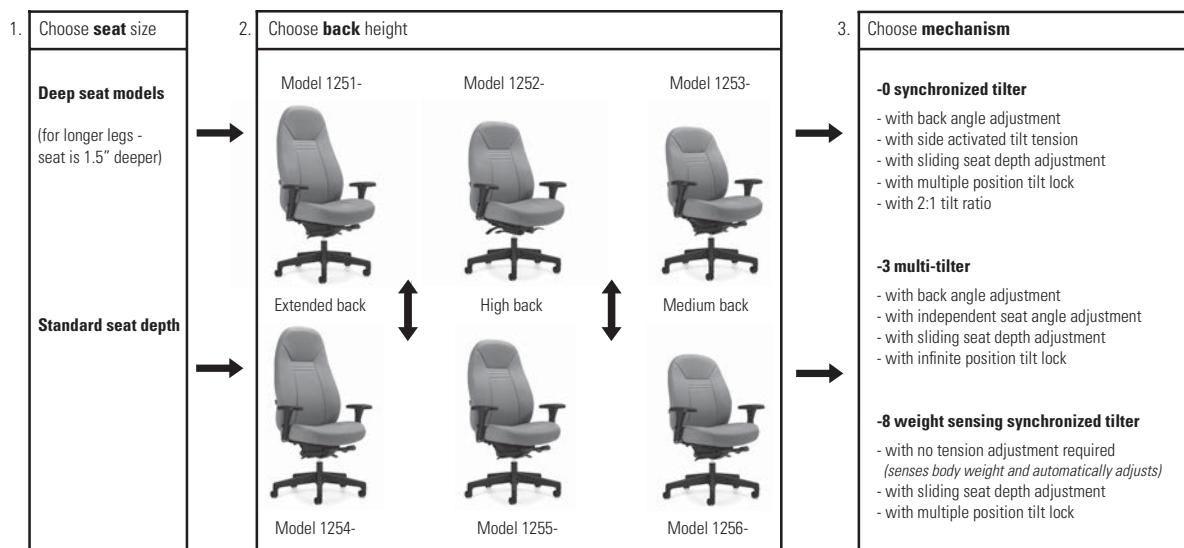 1. Choose seat size
Deep seat models
(for longer legs -
seat is 1.5" deeper)
Standard seat depth
2. Choose back height
Model 1251- Model 1252- Model 1253-
Extended back High back Medium back
Model 1254- Model 1255- Model 1256-
3. Choose mechanism
-0 synchronized tilter
- with back angle adjustment
- with side activated tilt tension
- with sliding seat depth adjustment
- with multiple position tilt lock
- with 2:1 tilt ratio
-3 multi-tilter
- with back angle adjustment
- with independent seat angle adjustment
- with sliding seat depth adjustment
- with infinite position tilt lock
-8 weight sensing synchronized tilter
- with no tension adjustment required
(senses body weight and automatically adjusts)
- with sliding seat depth adjustment
- with multiple position tilt lock